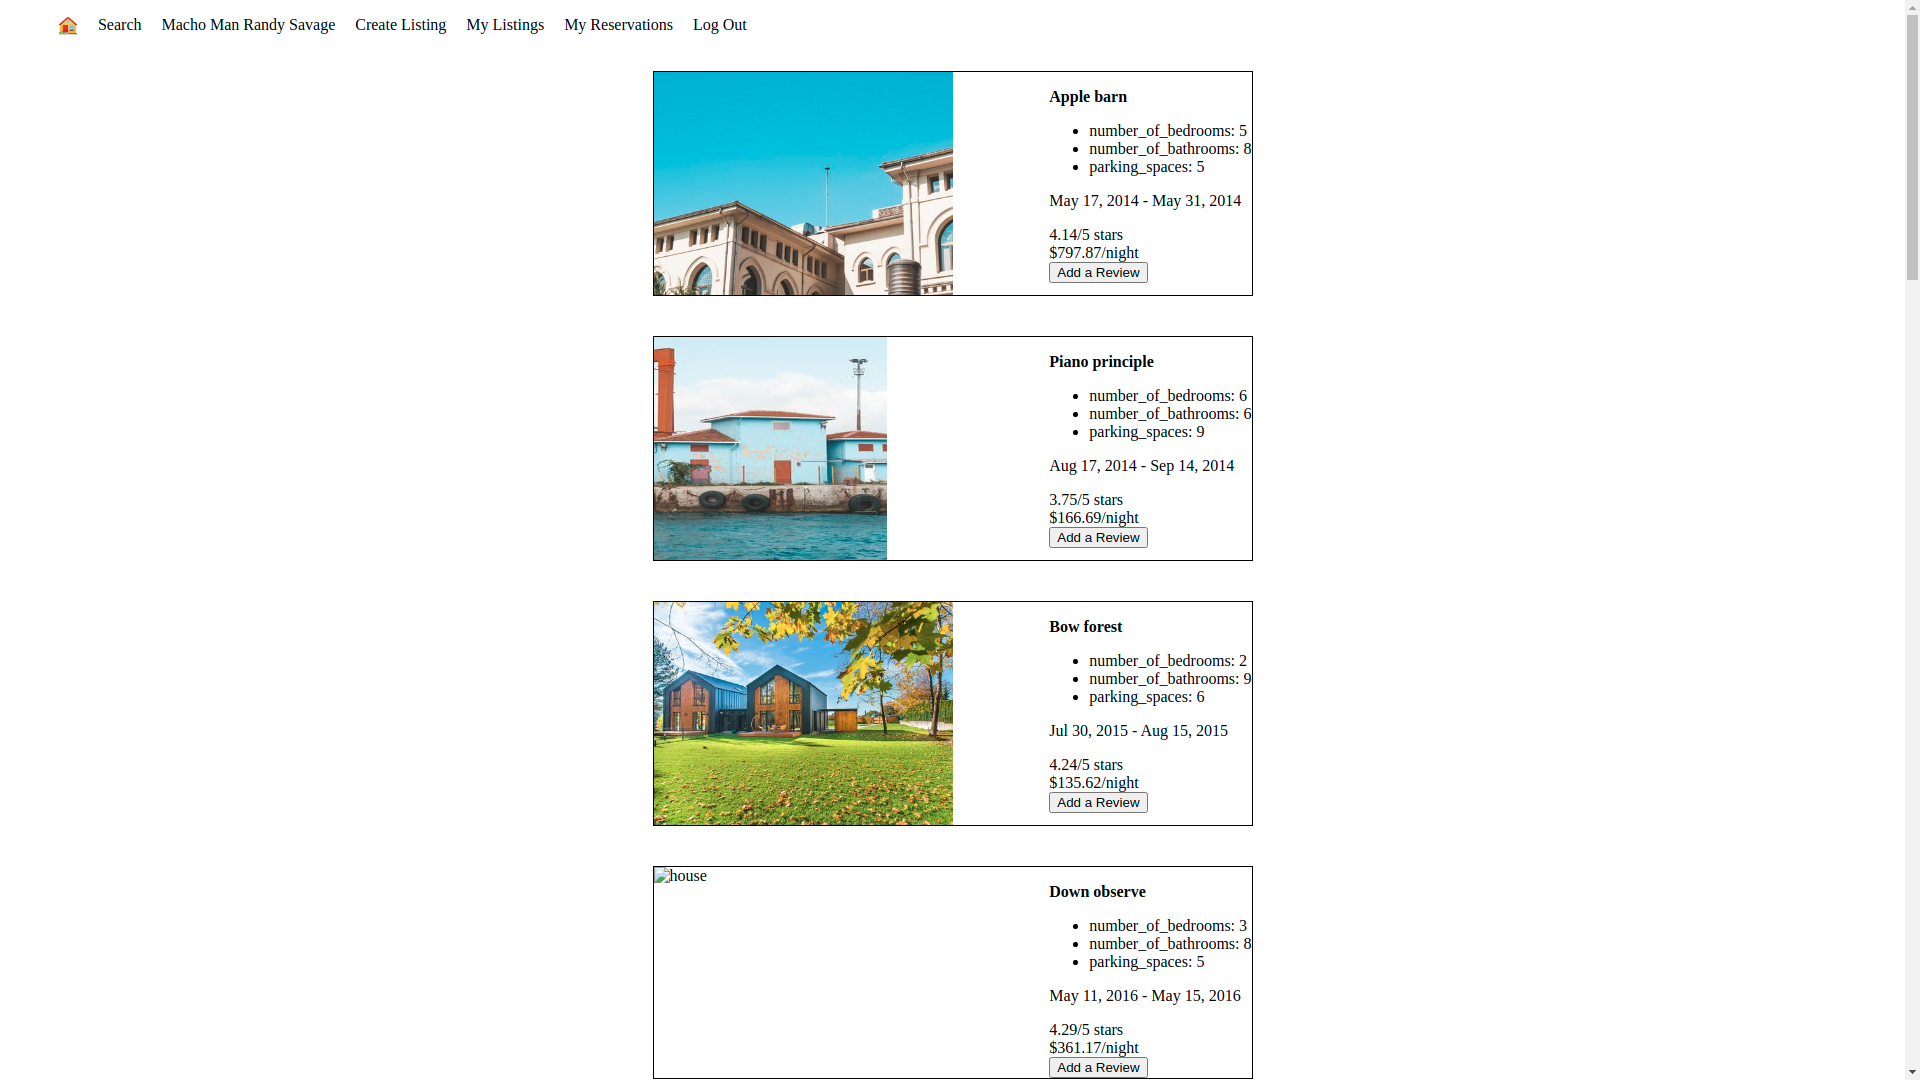 Search Macho Man Randy Savage Create Listing My Listings My Reservations Log Out
Apple barn
number_of_bedrooms: 5
number_of_bathrooms: 8
parking_spaces: 5
May 17, 2014 - May 31, 2014
4.14/5 stars
$797.87/night
Add a Review
Piano principle
number_of_bedrooms: 6
number_of_bathrooms: 6
parking_spaces: 9
Aug 17, 2014 - Sep 14, 2014
3.75/5 stars
$166.69/night
Add a Review
Bow forest
number_of_bedrooms: 2
number_of_bathrooms: 9
parking_spaces: 6
Jul 30, 2015 - Aug 15, 2015
4.24/5 stars
$135.62/night
Add a Review
house
Down observe
number_of_bedrooms: 3
number_of_bathrooms: 8
parking_spaces: 5
May 11, 2016 - May 15, 2016
4.29/5 stars
$361.17/night
Add a Review